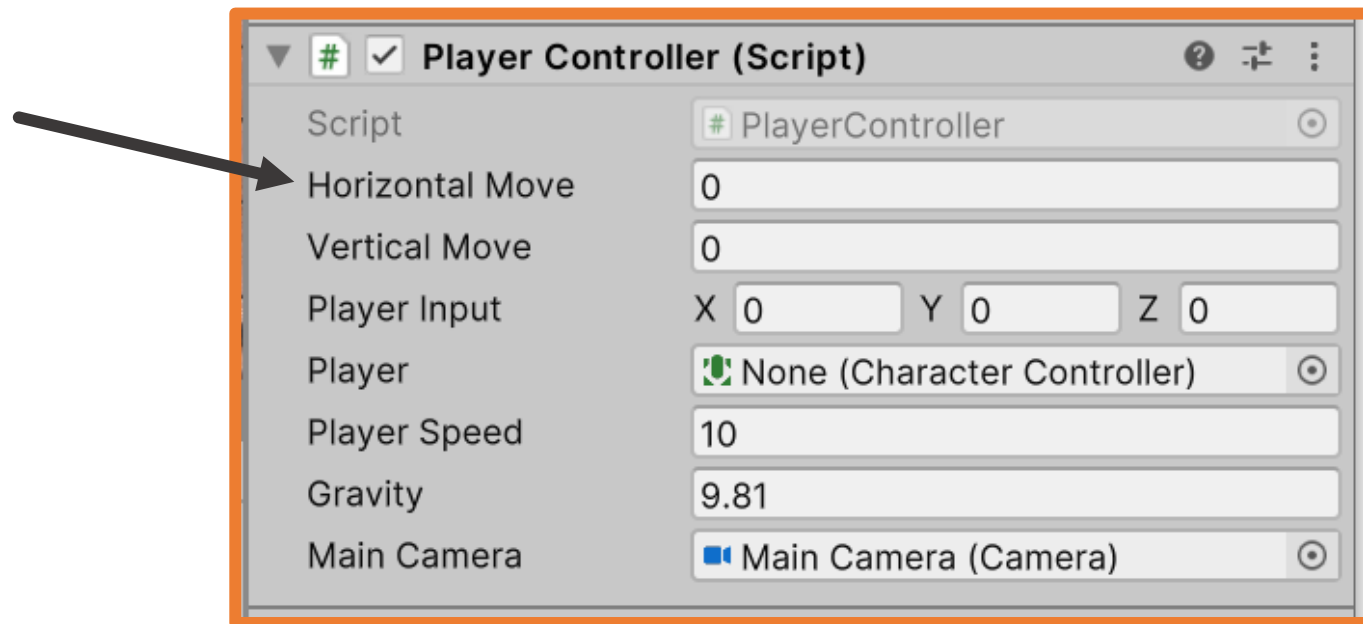 # Player Controller (Script) ?
Script # PlayerController
Horizontal Move 0
Vertical Move 0
Player Input X 0 Y 0 Z 0
Player None (Character Controller)
Player Speed 10
Gravity 9.81
Main Camera Main Camera (Camera)